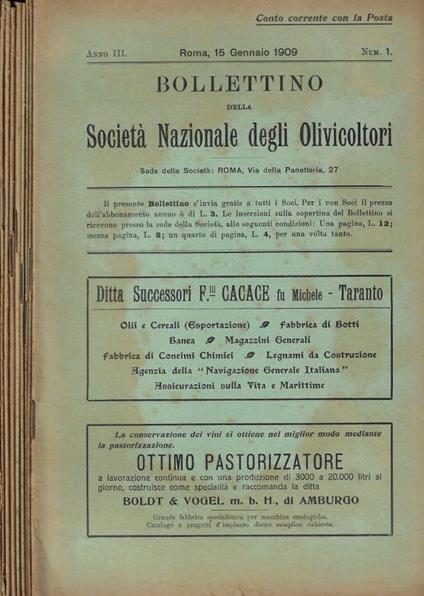 Conto corrente con la Posta
ANNO III. Roma, 15 Gennaio 1909 NUM. 1.
BOLLETTINO
DELLA
Società Nazionale degli Olivicoltori
Sede della Società: ROMA, Via della Panetteria, 27
Il presente Bollettino s'invia gratis a tutti i Soci. Per i non Soci il prezzo
dell'abbonamento annuo è di L. 3. Le inserzioni sulla copertina del Bollettino si
ricevono presso la sede della Società, alle seguenti condizioni: Una pagina, L. 12;
mezza pagina, L. 8; un quarto di pagina, L. 4, per una volta tanto.
Ditta Successori F.lli CACACE fu Michele - Taranto
Olii e Cereali (Esportazione) Fabbrica di Botti
Banca Magazzini Generali
Fabbrica di Concimi Chimici Legnami da Costruzione
Agenzia della "Navigazione Generale Italiana"
Assicurazioni sulla Vita e Marittime
La conservazione dei vini si ottiene nel miglior modo mediante
la pastorizzazione.
OTTIMO PASTORIZZATORE
a lavorazione continua e con una produzione di 3000 a 20.000 litri al
giorno, costruisce come specialità e raccomanda la ditta
BOLDT & VOGEL m. b. H., di AMBURGO
Grande fabbrica specializzata per macchine enologiche.
Catalogo e progetti d'impianto dietro semplice richiesta.